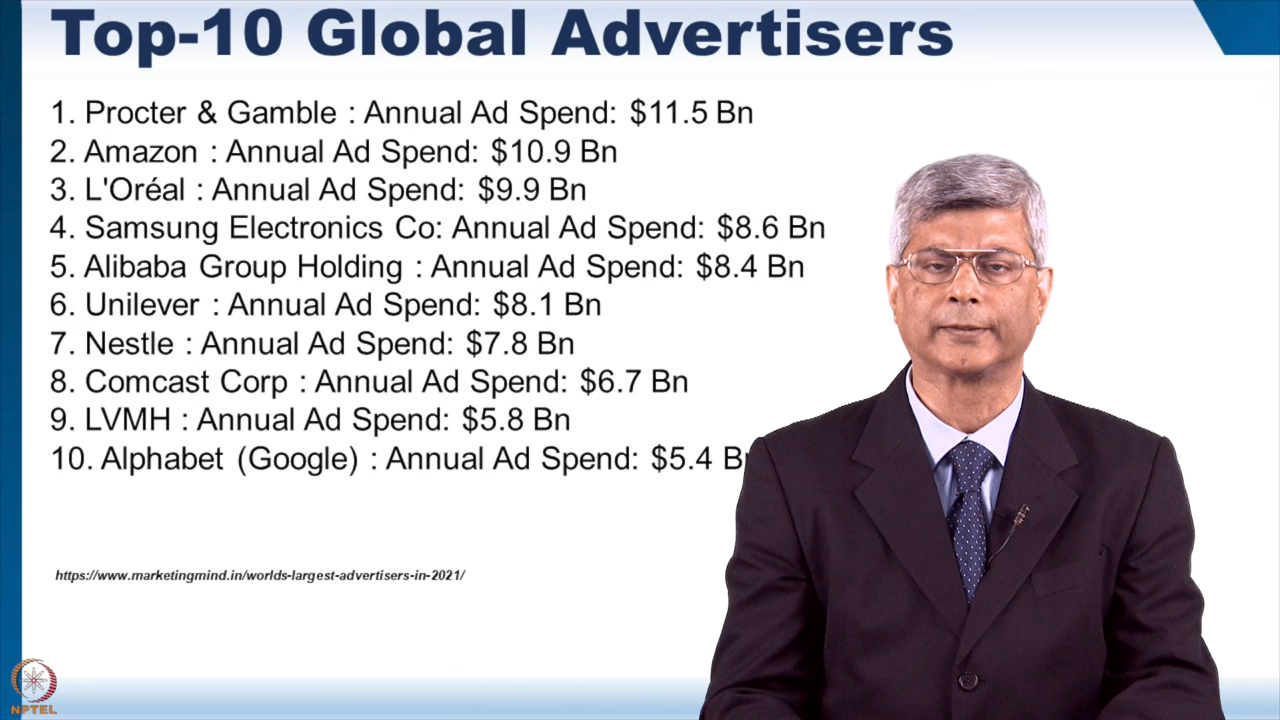 Top-10 Global Advertisers
1. Procter & Gamble : Annual Ad Spend: $11.5 Bn
2. Amazon : Annual Ad Spend: $10.9 Bn
3. L'Oréal : Annual Ad Spend: $9.9 Bn
4. Samsung Electronics Co: Annual Ad Spend: $8.6 Bn
5. Alibaba Group Holding : Annual Ad Spend: $8.4 Bn
6. Unilever : Annual Ad Spend: $8.1 Bn
7. Nestle : Annual Ad Spend: $7.8 Bn
8. Comcast Corp : Annual Ad Spend: $6.7 Bn
9. LVMH : Annual Ad Spend: $5.8 Bn
10. Alphabet (Google) : Annual Ad Spend: $5.4
https://www.marketingmind.in/worlds-largest-advertisers-in-2021/
NPTEL